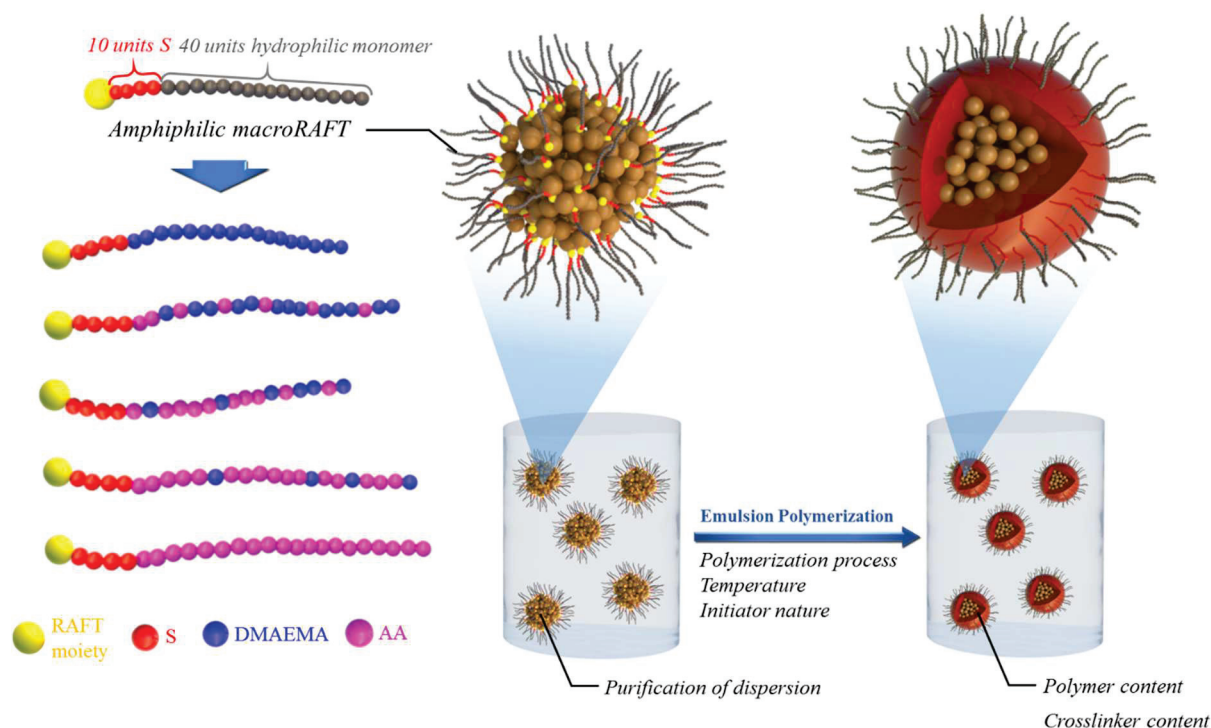 10 units S 40 units hydrophilic monomer
Amphiphilic macroRAFT
RAFT
moiety
S
DMAEMA
AA
Emulsion Polymerization
Polymerization process
Temperature
Initiator nature
Purification of dispersion
Polymer content
Crosslinker content